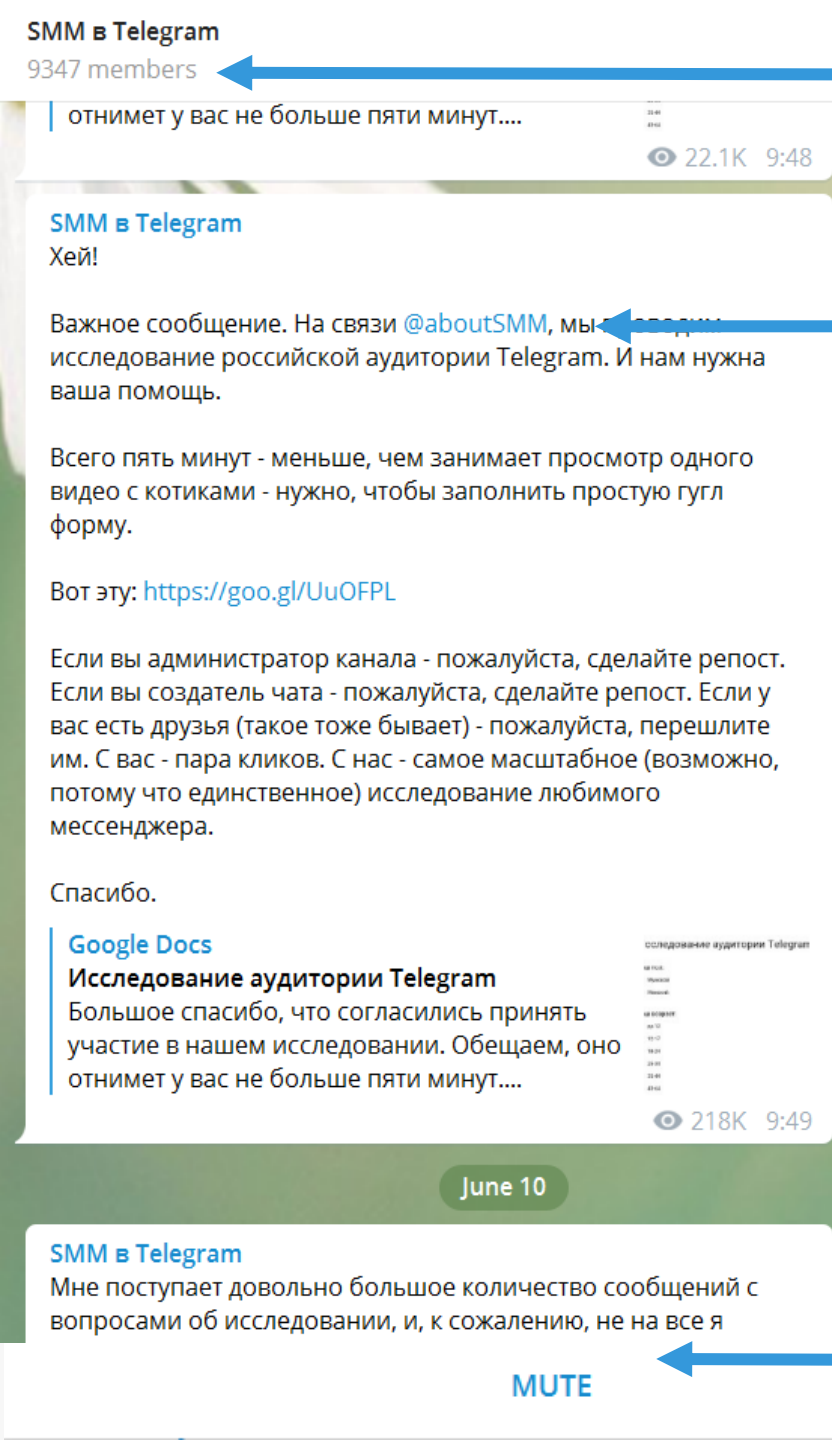 SMM в Telegram
9347 members
отнимет у вас не больше пяти минут....
22.1K 9:48
SMM в Telegram
Хей!
Важное сообщение. На связи @aboutSMM, мы
исследование российской аудитории Telegram. И нам нужна
ваша помощь.
Всего пять минут - меньше, чем занимает просмотр одного
видео с котиками - нужно, чтобы заполнить простую гугл
форму.
Вот эту: https://goo.gl/UuOFPL
Если вы администратор канала - пожалуйста, сделайте репост.
Если вы создатель чата - пожалуйста, сделайте репост. Если у
вас есть друзья (такое тоже бывает) - пожалуйста, перешлите
им. С вас - пара кликов. С нас - самое масштабное (возможно,
потому что единственное) исследование любимого
мессенджера.
Спасибо.
Google Docs
Исследование аудитории Telegram
Большое спасибо, что согласились принять
участие в нашем исследовании. Обещаем, оно
отнимет у вас не больше пяти минут....
сследование аудитории Telegram
218K 9:49
June 10
SMM в Telegram
Мне поступает довольно большое количество сообщений с
вопросами об исследовании, и, к сожалению, не на все я
MUTE